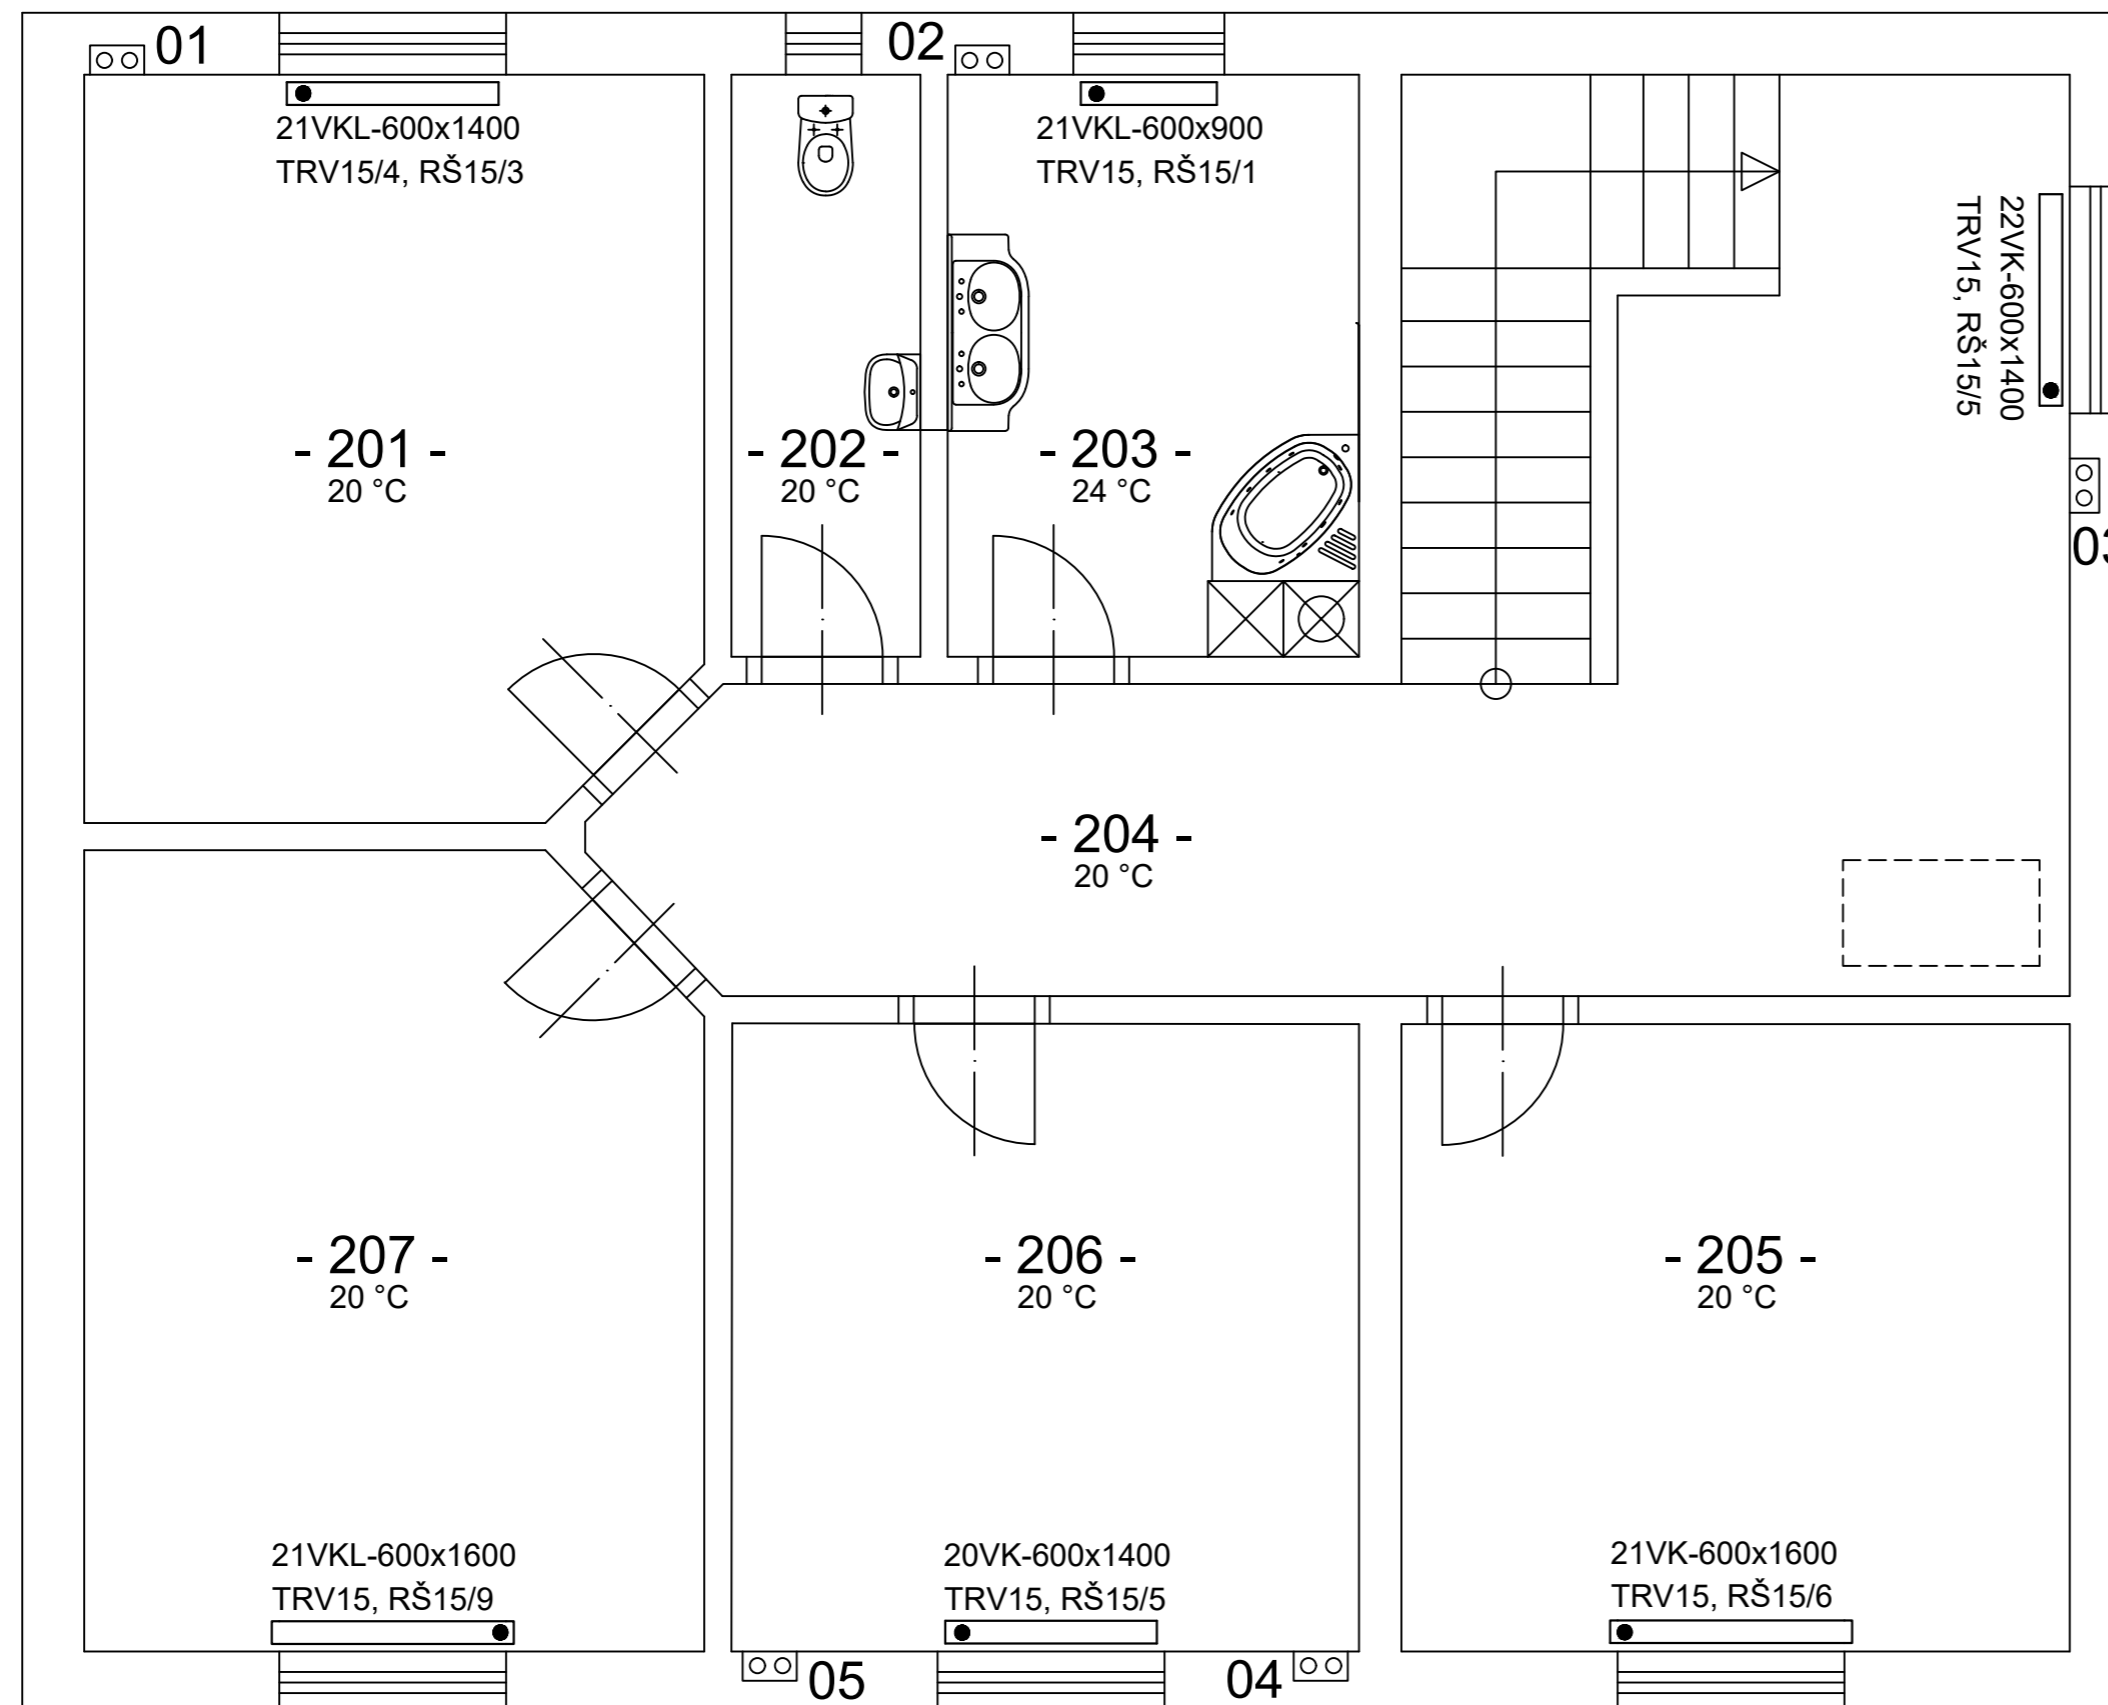 01
02
21VKL-600x1400
TRV15/4, RŠ15/3
21VKL-600x900
TRV15, RŠ15/1
22VK-600x1400
TRV15, RŠ15/5
- 201 -
20 °C
- 202 -
20 °C
- 203 -
24 °C
03
- 204 -
20 °C
- 207 -
20 °C
- 206 -
20 °C
- 205 -
20 °C
21VKL-600x1600
TRV15, RŠ15/9
20VK-600x1400
TRV15, RŠ15/5
21VK-600x1600
TRV15, RŠ15/6
05
04